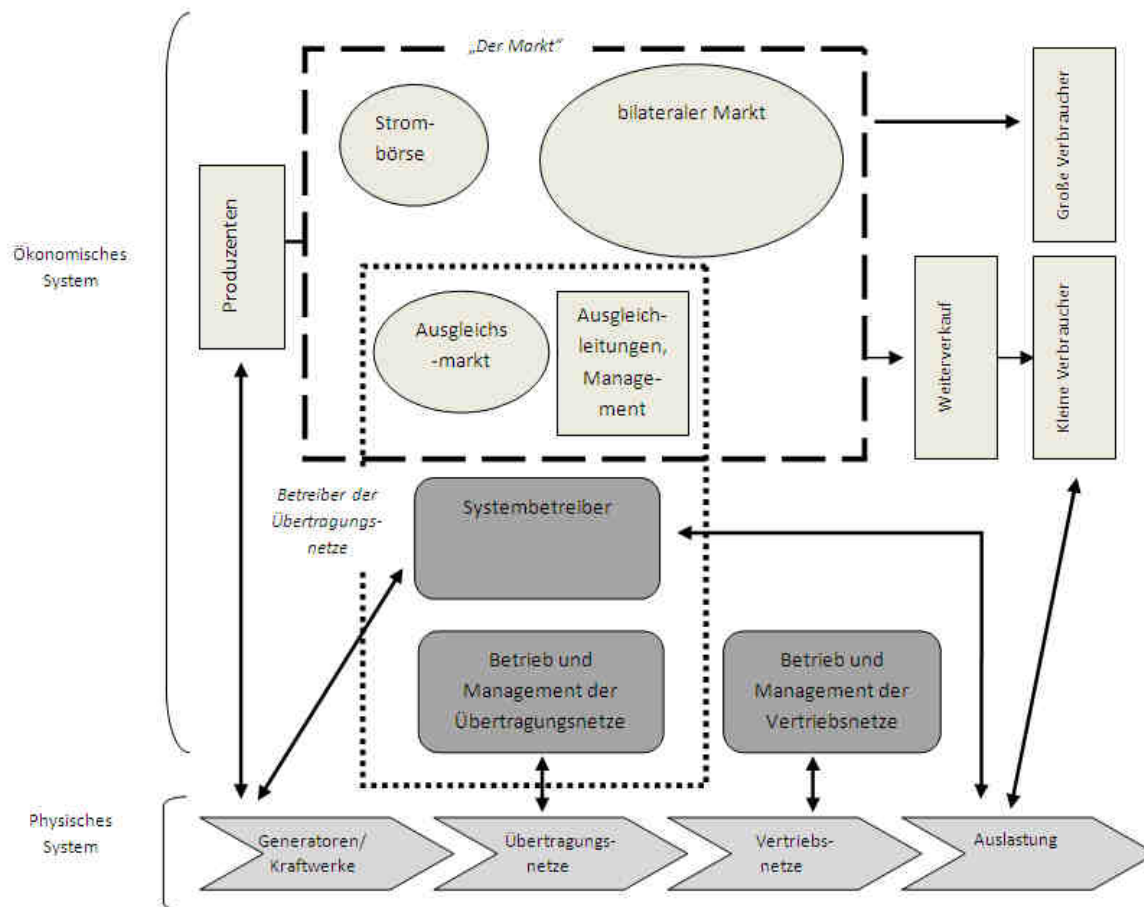 „Der Markt“
Strom-
börse
bilateraler Markt
Große Verbraucher
Produzenten
Ökonomisches
System
Ausgleichs
-markt
Ausgleich-
leitungen,
Manage-
ment
Weiterverkauf
Kleine Verbraucher
Betreiber der
Übertragungs-
netze
Systembetreiber
Betrieb und
Management der
Übertragungsnetze
Betrieb und
Management der
Vertriebsnetze
Physisches
System
Generatoren/
Kraftwerke
Übertragungs-
netze
Vertriebs-
netze
Auslastung